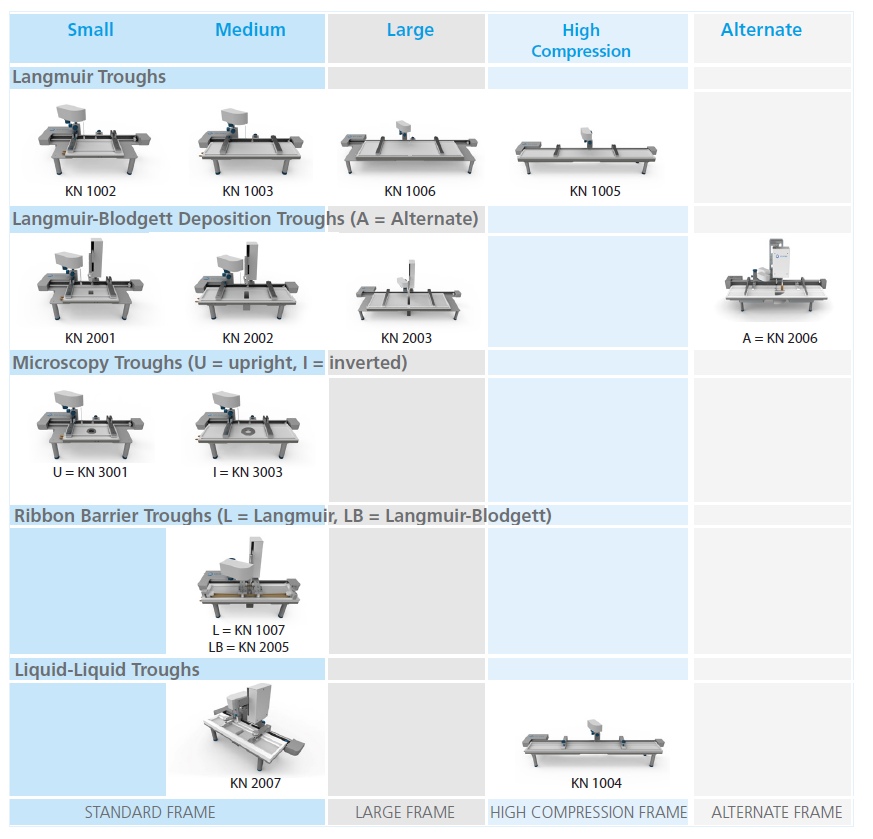 Small Medium Large High Compression Alternate
Langmuir Troughs
KN 1002 KN 1003 KN 1006 KN 1005
Langmuir-Blodgett Deposition Troughs (A = Alternate)
KN 2001 KN 2002 KN 2003 A = KN 2006
Microscopy Troughs (U = upright, I = inverted)
U = KN 3001 I = KN 3003
Ribbon Barrier Troughs (L = Langmuir, LB = Langmuir-Blodgett)
L = KN 1007
LB = KN 2005
Liquid-Liquid Troughs
KN 2007 KN 1004
STANDARD FRAME LARGE FRAME HIGH COMPRESSION FRAME ALTERNATE FRAME